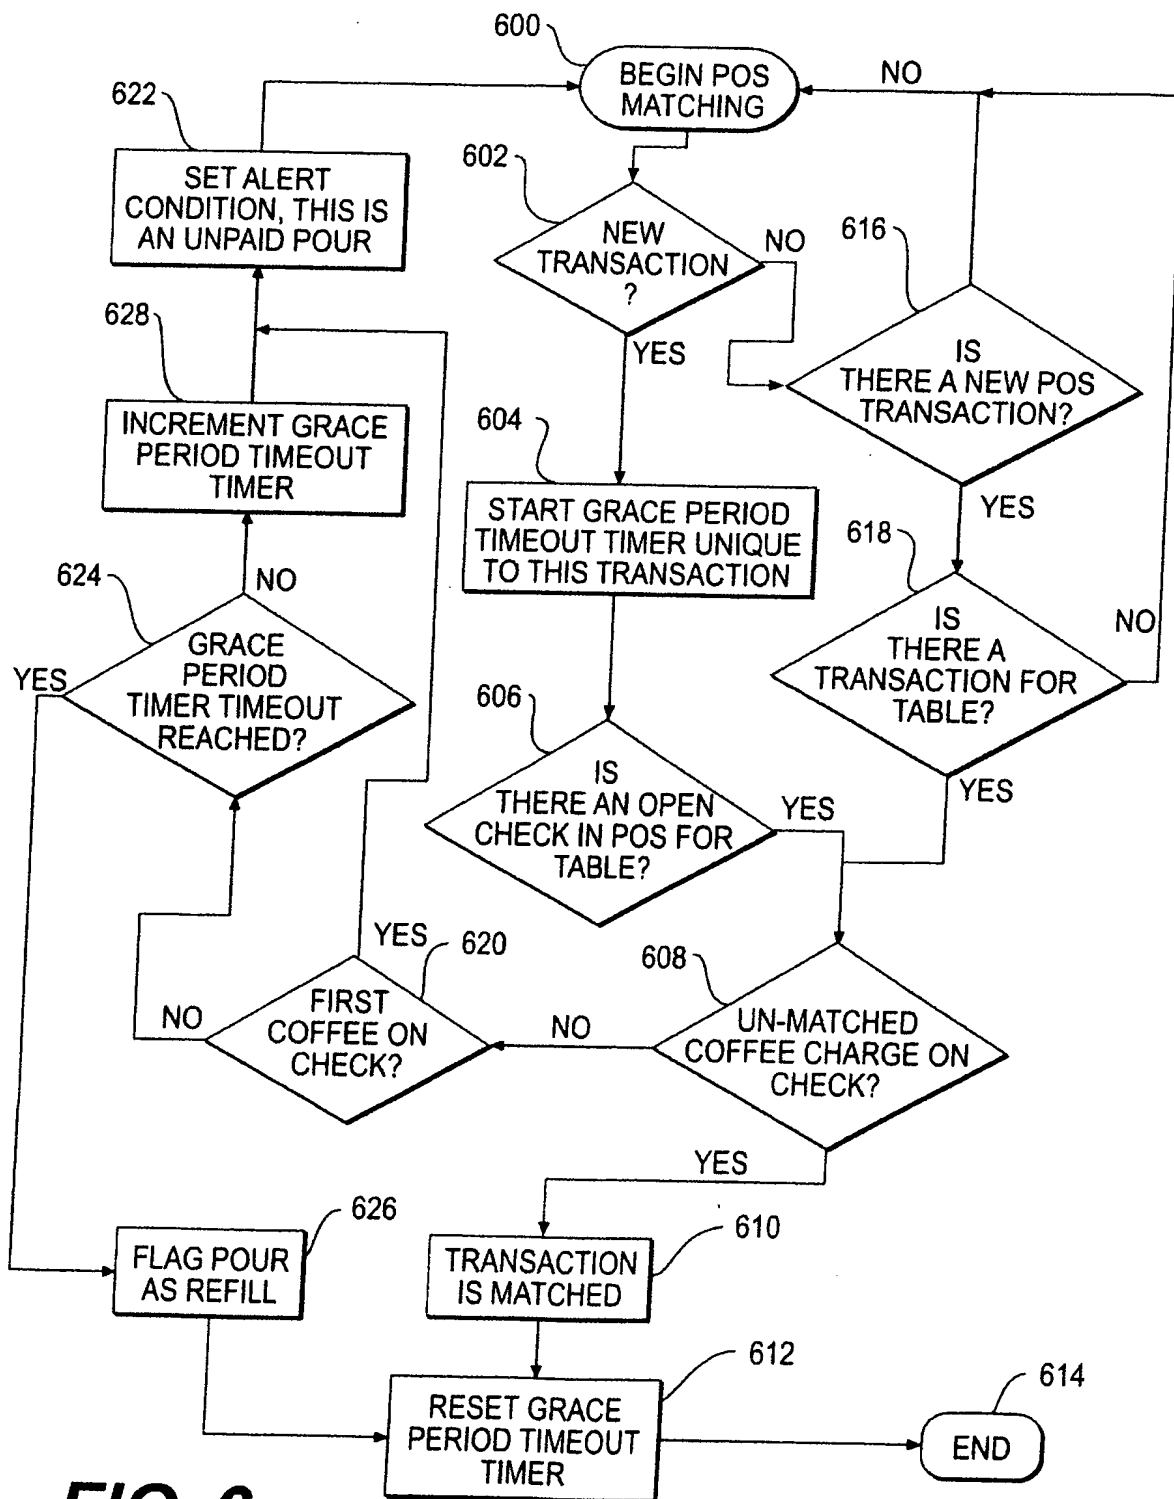 600
BEGIN POS
MATCHING
NO
622
SET ALERT
CONDITION, THIS IS
AN UNPAID POUR
602
NEW
TRANSACTION
?
NO
YES
616
IS
THERE A NEW POS
TRANSACTION?
YES
628
INCREMENT GRACE
PERIOD TIMEOUT
TIMER
604
START GRACE PERIOD
TIMEOUT TIMER UNIQUE
TO THIS TRANSACTION
618
IS
THERE A
TRANSACTION FOR
TABLE?
NO
YES
624
NO
GRACE
PERIOD
TIMER TIMEOUT
REACHED?
YES
606
IS
THERE AN OPEN
CHECK IN POS FOR
TABLE?
YES
620
YES
FIRST
COFFEE ON
CHECK?
NO
608
UN-MATCHED
COFFEE CHARGE ON
CHECK?
NO
YES
626
FLAG POUR
AS REFILL
610
TRANSACTION
IS MATCHED
612
RESET GRACE
PERIOD TIMEOUT
TIMER
614
END